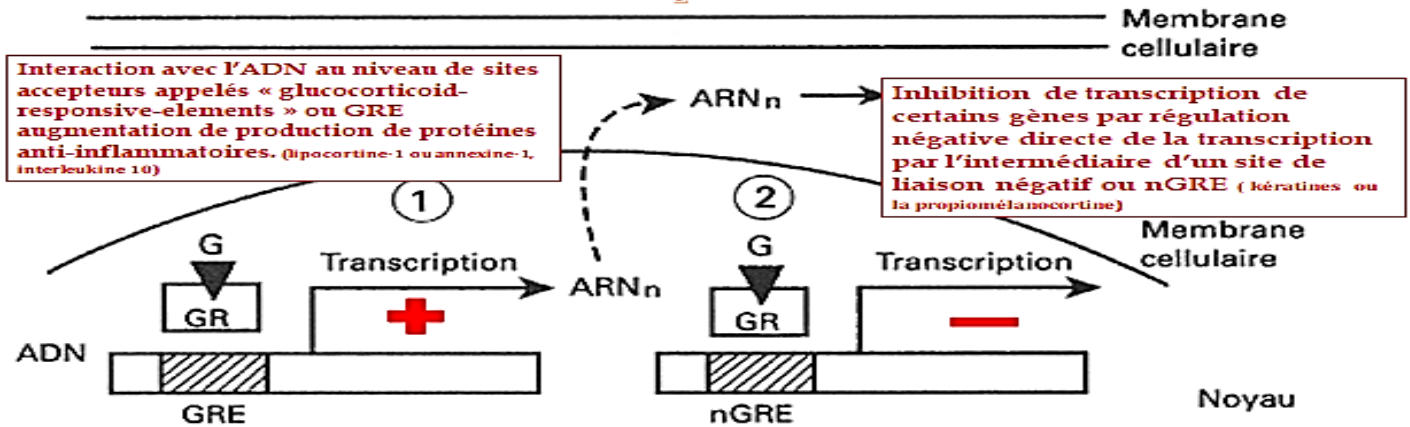 Membrane
cellulaire
Interaction avec l'ADN au niveau de sites
accepteurs appelés « glucocorticoid-
responsive-elements » ou GRE
augmentation de production de protéines
anti-inflammatoires. (lipocortine-1 ou annexine-1,
interleukine 10)
ARNn
Inhibition de transcription de
certains gènes par régulation
négative directe de la transcription
par l'intermédiaire d'un site de
liaison négatif ou nGRE ( kératines ou
la propiomélanocortine)
1
2
Membrane
cellulaire
G
Transcription
ARNn
G
Transcription
GR
GR
ADN
GRE
nGRE
Noyau